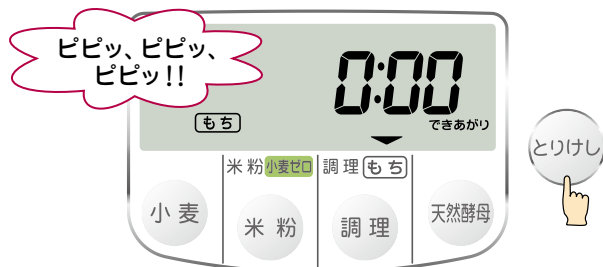 ピピッ、ピピッ、
ピピッ!!
0:00
もち
できあがり
とりけし
米粉 小麦ゼロ
調理 もち
小麦
米粉
調理
天然酵母